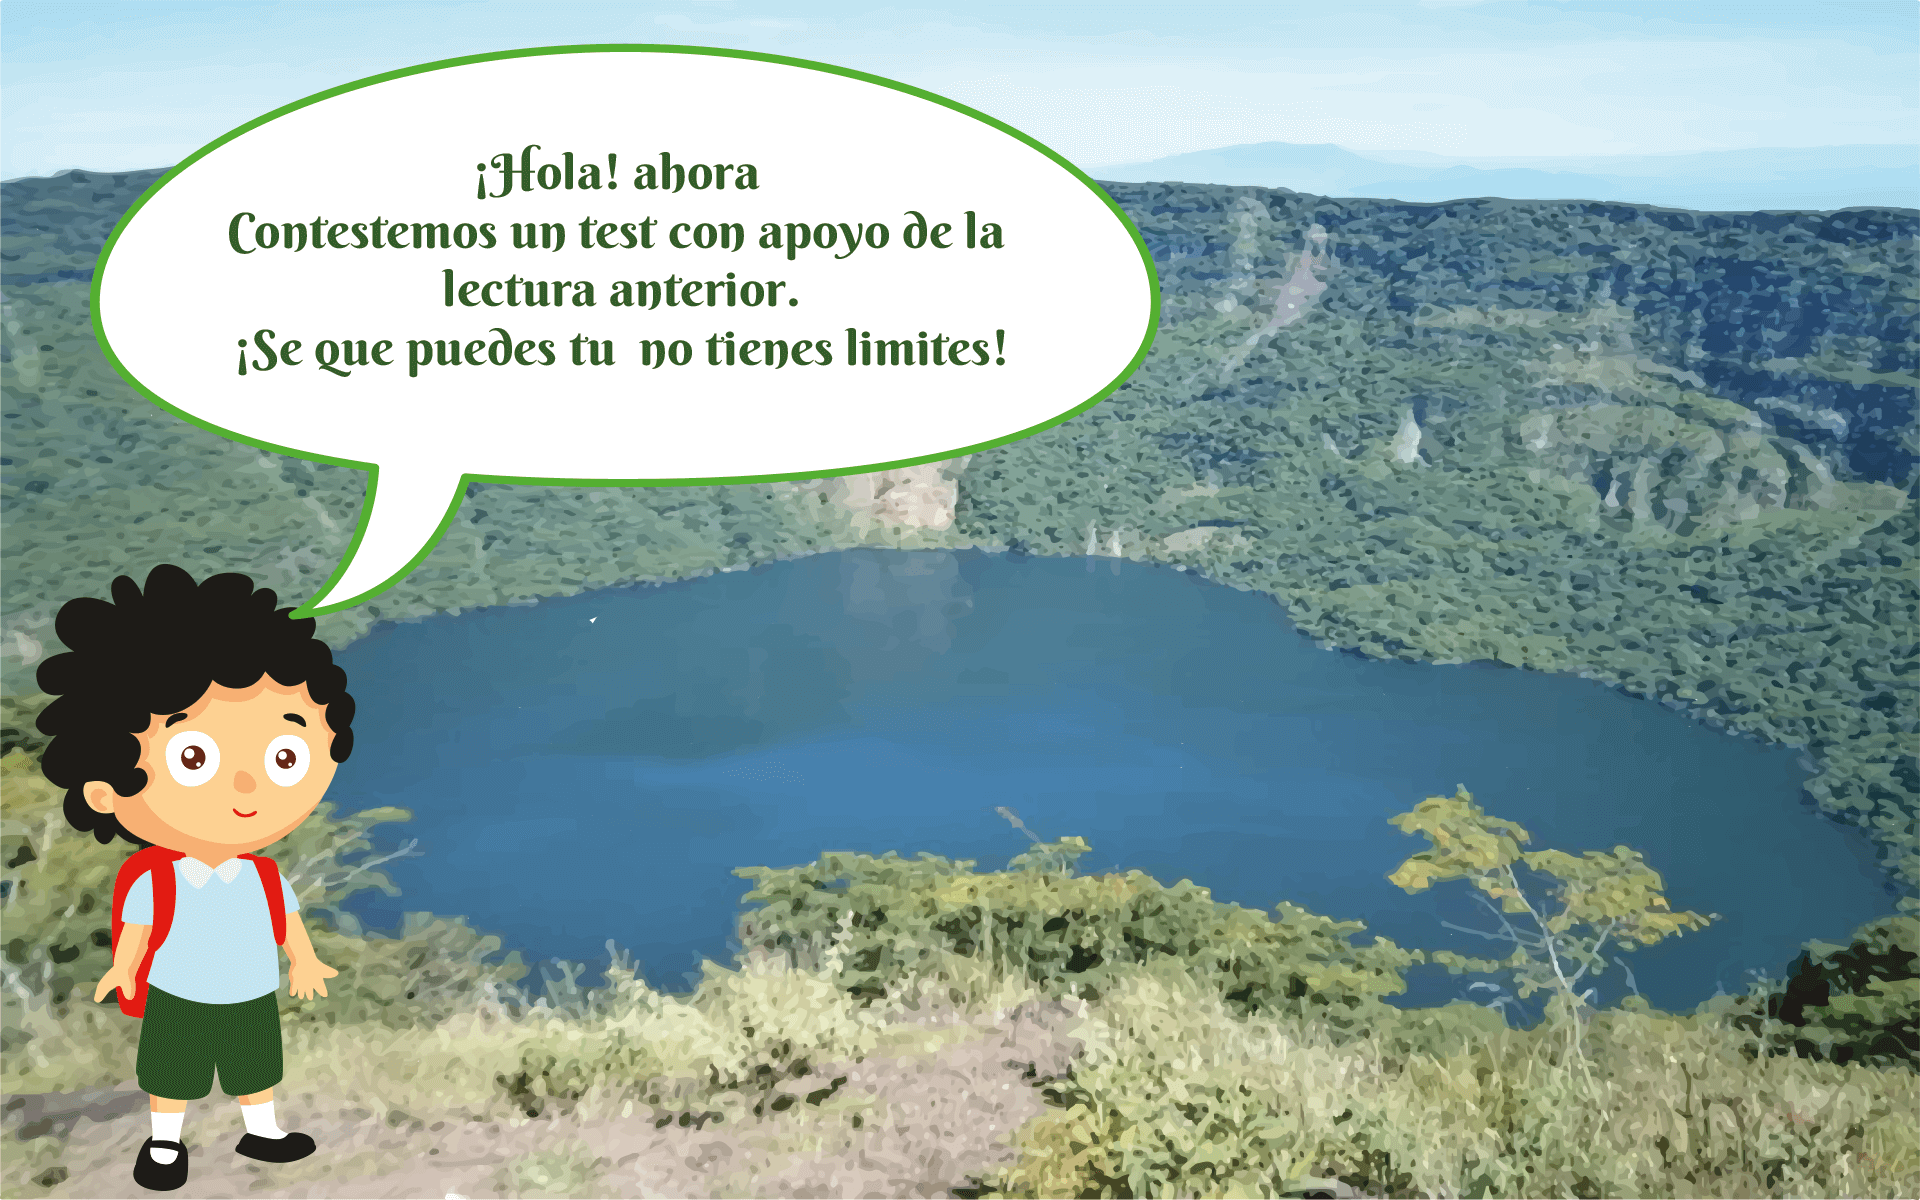 ¡Hola! ahora
Contestemos un test con apoyo de la
lectura anterior.
¡Se que puedes tu no tienes limites!